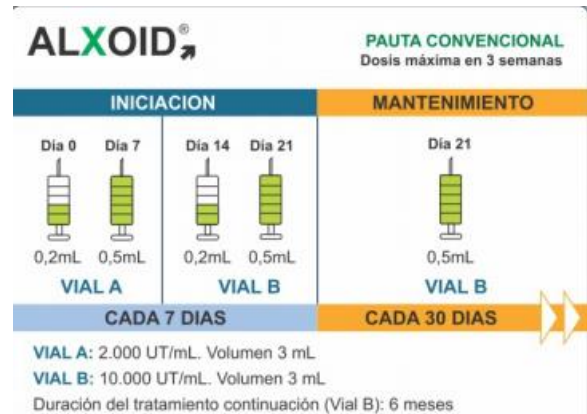 ALXOID®
PAUTA CONVENCIONAL
Dosis máxima en 3 semanas
INICIACION
MANTENIMIENTO
Día 0 Día 7 Día 14 Día 21 Día 21
0,2mL 0,5mL 0,2mL 0,5mL 0,5mL
VIAL A VIAL B VIAL B
CADA 7 DIAS CADA 30 DIAS
VIAL A: 2.000 UT/mL. Volumen 3 mL
VIAL B: 10.000 UT/mL. Volumen 3 mL
Duración del tratamiento continuación (Vial B): 6 meses